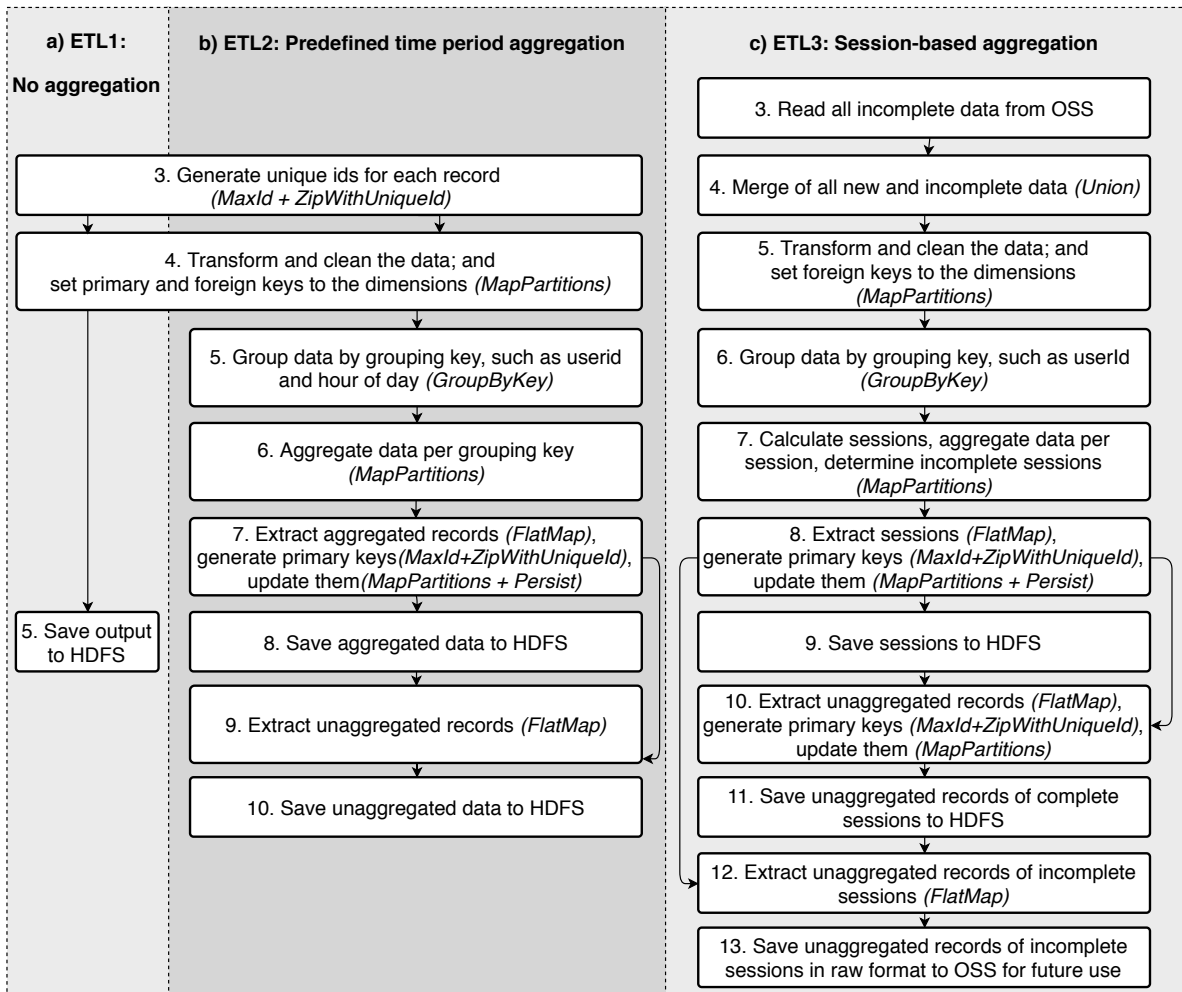 a) ETL1:
No aggregation
b) ETL2: Predefined time period aggregation
c) ETL3: Session-based aggregation
3. Generate unique ids for each record
(MaxId + ZipWithUniqueId)
4. Transform and clean the data; and
set primary and foreign keys to the dimensions (MapPartitions)
5. Save output
to HDFS
5. Group data by grouping key, such as userid
and hour of day (GroupByKey)
6. Aggregate data per grouping key
(MapPartitions)
7. Extract aggregated records (FlatMap),
generate primary keys(MaxId+ZipWithUniqueId),
update them(MapPartitions + Persist)
8. Save aggregated data to HDFS
9. Extract unaggregated records (FlatMap)
10. Save unaggregated data to HDFS
3. Read all incomplete data from OSS
4. Merge of all new and incomplete data (Union)
5. Transform and clean the data; and
set foreign keys to the dimensions
(MapPartitions)
6. Group data by grouping key, such as userId
(GroupByKey)
7. Calculate sessions, aggregate data per
session, determine incomplete sessions
(MapPartitions)
8. Extract sessions (FlatMap),
generate primary keys (MaxId+ZipWithUniqueId),
update them (MapPartitions + Persist)
9. Save sessions to HDFS
10. Extract unaggregated records (FlatMap),
generate primary keys (MaxId+ZipWithUniqueId),
update them (MapPartitions)
11. Save unaggregated records of complete
sessions to HDFS
12. Extract unaggregated records of incomplete
sessions (FlatMap)
13. Save unaggregated records of incomplete
sessions in raw format to OSS for future use